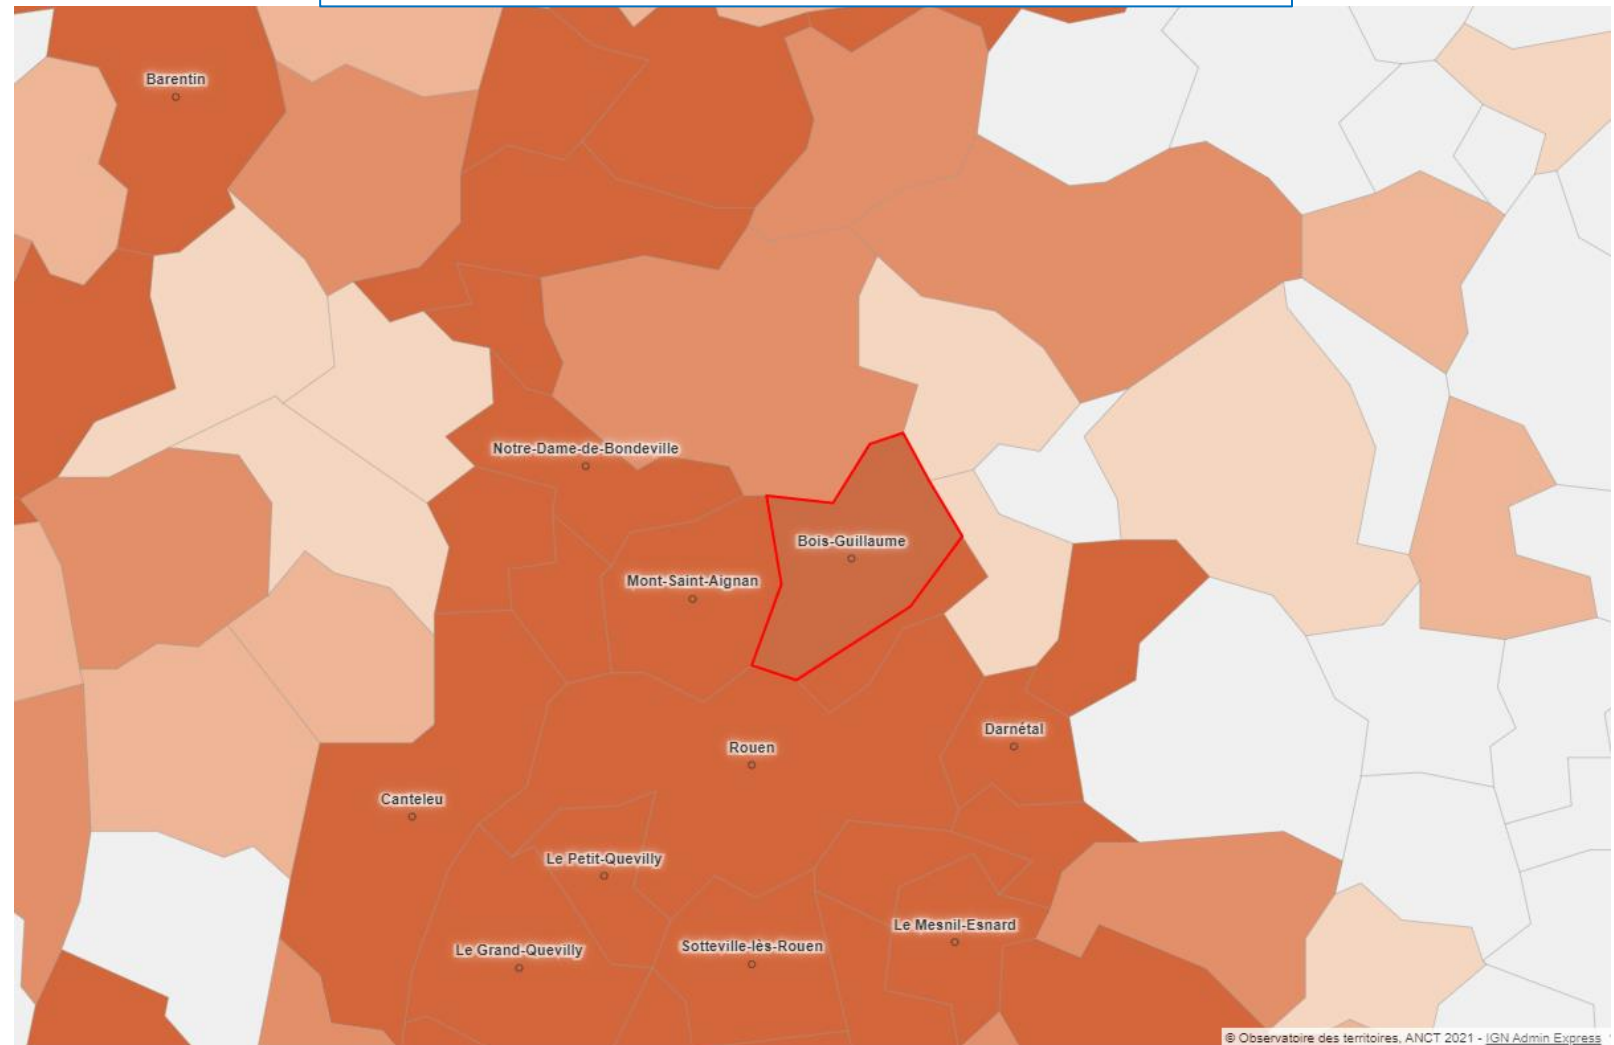 Barentin
Notre-Dame-de-Bondeville
Bois-Guillaume
Mont-Saint-Aignan
Darnétal
Rouen
Canteleu
Le Petit-Quevilly
Le Mesnil-Esnard
Le Grand-Quevilly
Sotteville-lès-Rouen
© Observatoire des territoires, ANCT 2021 - IGN Admin Express